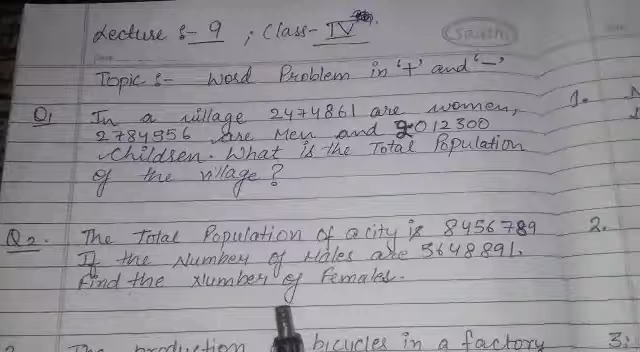 Lecture :- 9 ; Class- IV
Topic :- Word Problem in '+' and '-'
Q1 In a village 2474861 are women, 1.
2784956 are Men and 2012300
Children. What is the Total Population
of the village?
Q2. The Total Population of a city is 8456789 2.
If the Number of Males are 5648891.
Find the Number of Females.
The production bicycles in a factory 3: